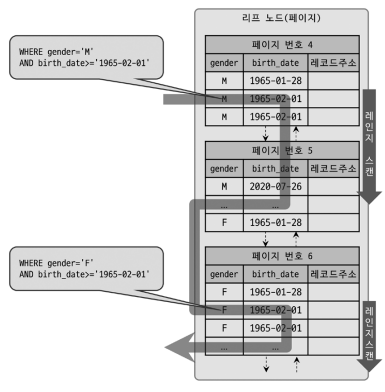 리프 노드(페이지)
WHERE gender='M'
AND birth_date>='1965-02-01'
페이지 번호 4
gender birth_date 레코드주소
M 1965-01-28
M 1965-02-01
M 1965-02-01
레인지 스캔
페이지 번호 5
gender birth_date 레코드주소
M 2020-07-26
... ...
F 1965-01-28
WHERE gender='F'
AND birth_date>='1965-02-01'
페이지 번호 6
gender birth_date 레코드주소
F 1965-01-28
F 1965-02-01
F 1965-02-01
... ...
레인지 스캔